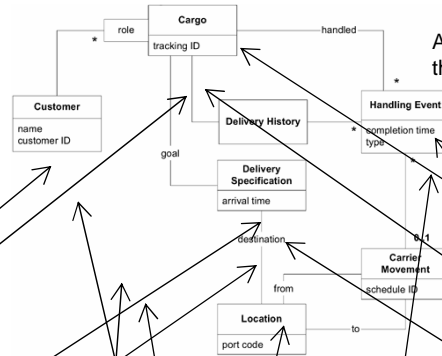 Cargo
role
handled
tracking ID
*
*
Customer
name
customer ID
Handling Event
completion time
type
Delivery History
*
*
goal
Delivery
Specification
arrival time
destination
0..1
Carrier
Movement
schedule ID
from
Location
port code
to